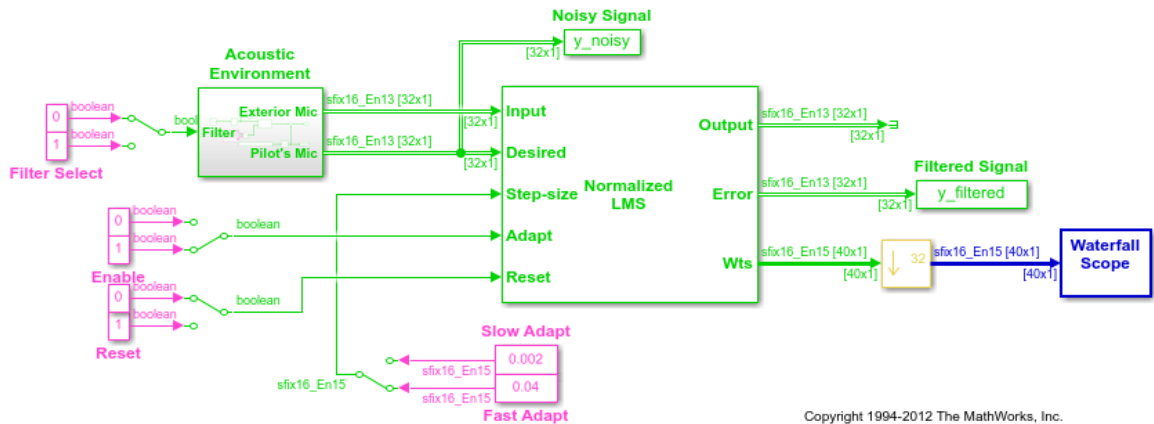 Noisy Signal
y_noisy
[32x1]
Acoustic
Environment
Filter
Exterior Mic
Pilot's Mic
boolean
0
boolean
1
Filter Select
bool
sfix16_En13 [32x1]
[32x1]
sfix16_En13 [32x1]
[32x1]
Input
Desired
Step-size
Adapt
Reset
Normalized
LMS
Output
Error
Wts
sfix16_En13 [32x1]
[32x1]
Filtered Signal
sfix16_En13 [32x1]
y_filtered
[32x1]
sfix16_En15 [40x1]
[40x1]
32
sfix16_En15 [40x1]
[40x1]
Waterfall
Scope
boolean
0
boolean
1
boolean
Enable
boolean
0
boolean
1
boolean
Reset
Slow Adapt
0.002
sfix16_En15
0.04
sfix16_En15
sfix16_En15
Fast Adapt
Copyright 1994-2012 The MathWorks, Inc.